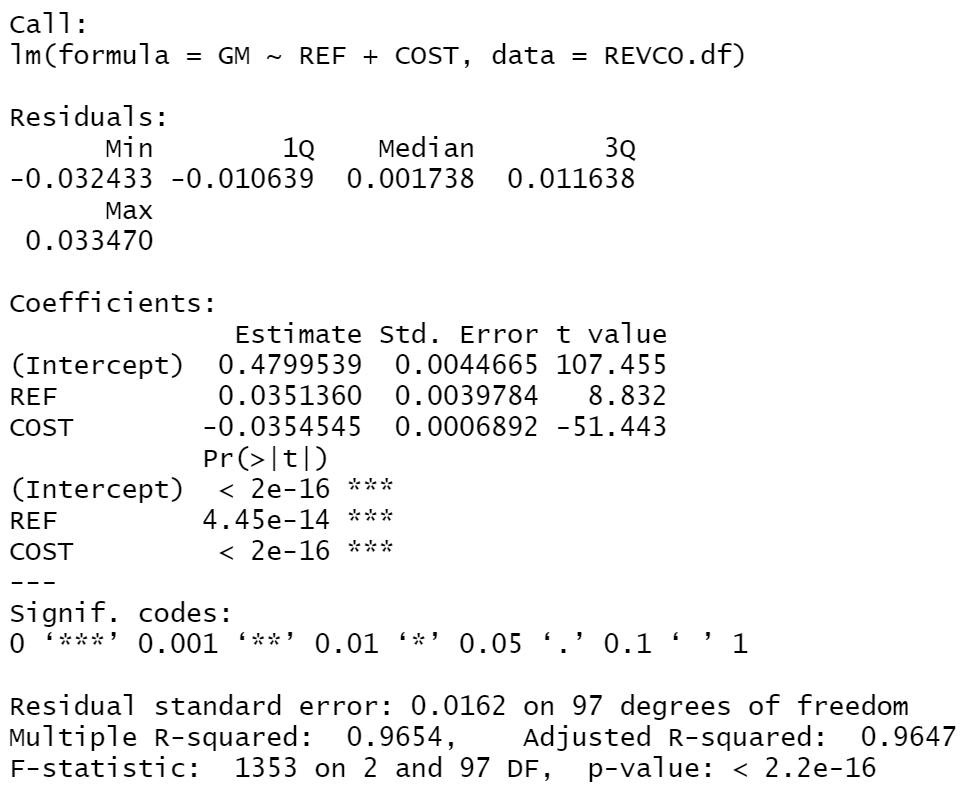 Call:
lm(formula = GM ~ REF + COST, data = REVCO.df)
Residuals:
Min 1Q Median 3Q
-0.032433 -0.010639 0.001738 0.011638
Max
0.033470
Coefficients:
Estimate Std. Error t value
(Intercept) 0.4799539 0.0044665 107.455
REF 0.0351360 0.0039784 8.832
COST -0.0354545 0.0006892 -51.443
Pr(>|t|)
(Intercept) < 2e-16 ***
REF 4.45e-14 ***
COST < 2e-16 ***
---
Signif. codes:
0 ‘***’ 0.001 ‘**’ 0.01 ‘*’ 0.05 ‘.’ 0.1 ‘ ’ 1
Residual standard error: 0.0162 on 97 degrees of freedom
Multiple R-squared: 0.9654, Adjusted R-squared: 0.9647
F-statistic: 1353 on 2 and 97 DF, p-value: < 2.2e-16